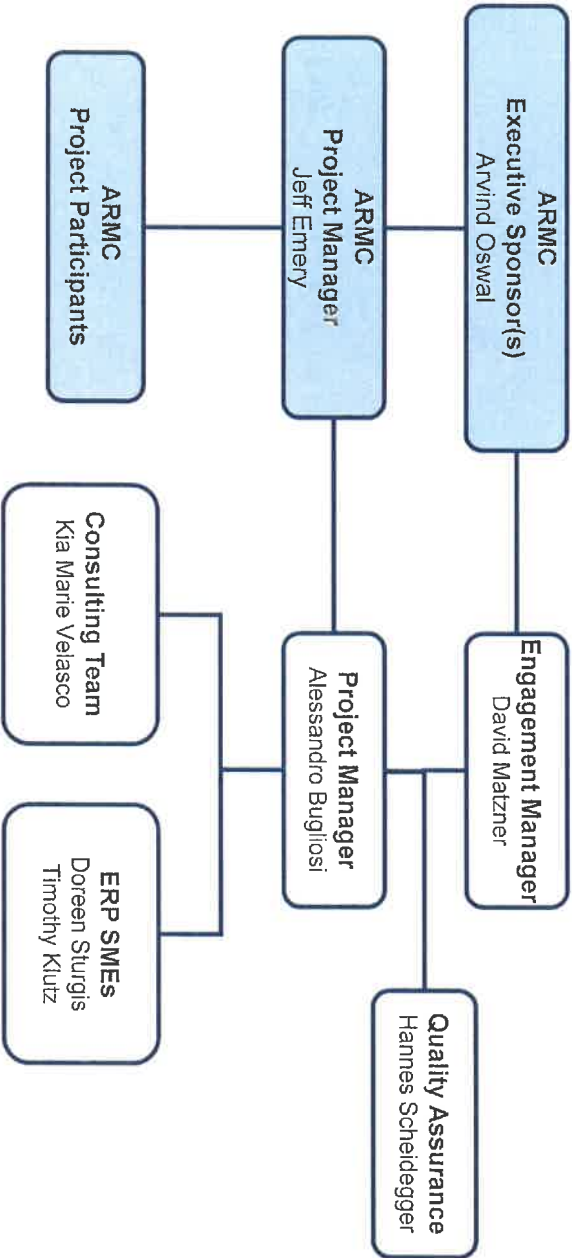 ARMC
Executive Sponsor(s)
Arvind Oswal
Engagement Manager
David Matzner
Quality Assurance
Hannes Scheidegger
ARMC
Project Manager
Jeff Emery
Project Manager
Alessandro Bugliosi
ARMC
Project Participants
Consulting Team
Kia Marie Velasco
ERP SMEs
Doreen Sturgis
Timothy Klutz